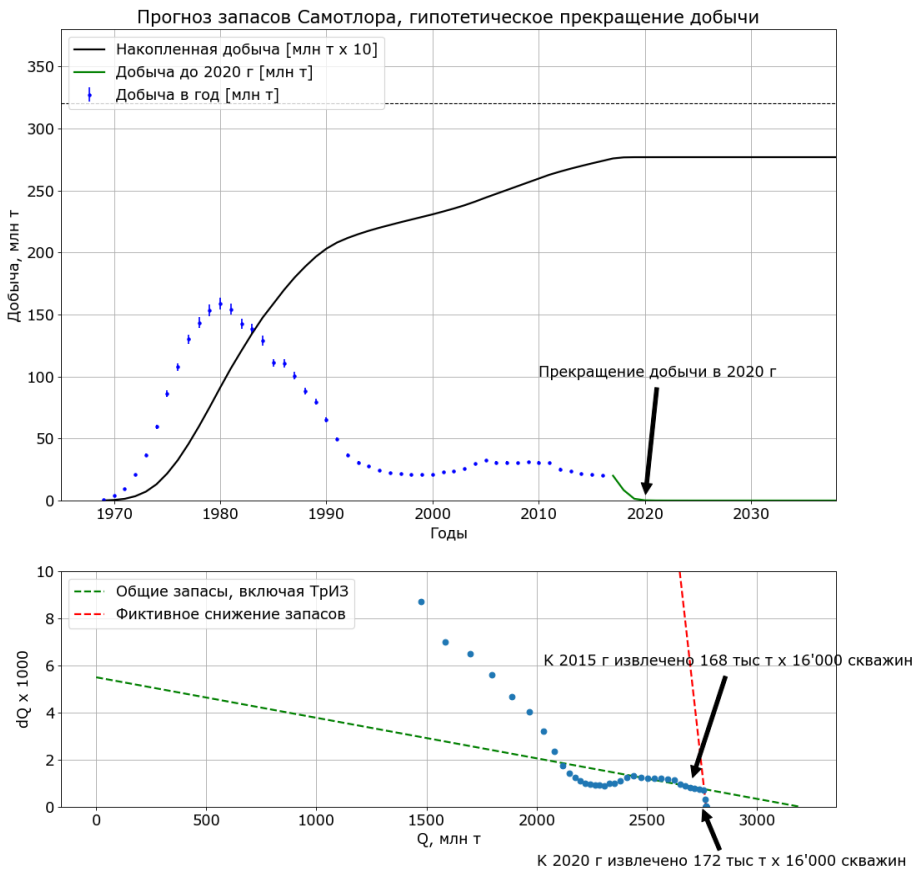 Прогноз запасов Самотлора, гипотетическое прекращение добычи
Накопленная добыча [млн т x 10]
Добыча до 2020 г [млн т]
Добыча в год [млн т]
350
300
250
200
150
100
50
0
Добыча, млн т
Прекращение добычи в 2020 г
1970 1980 1990 2000 2010 2020 2030
Годы
10
8
6
4
2
0
dQ x 1000
Общие запасы, включая ТрИЗ
Фиктивное снижение запасов
К 2015 г извлечено 168 тыс т x 16'000 скважин
0 500 1000 1500 2000 2500 3000
Q, млн т
К 2020 г извлечено 172 тыс т x 16'000 скважин